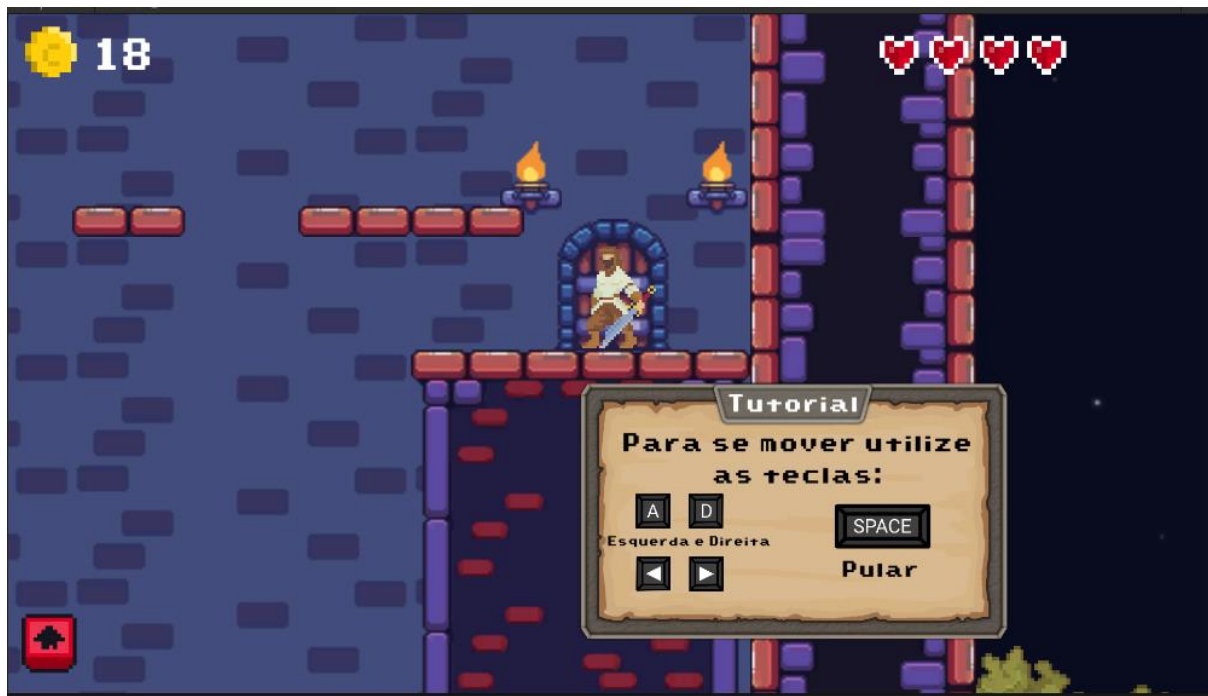 18
Tutorial
Para se mover utilize
as teclas:
A D
SPACE
Esquerda e Direita
Pular